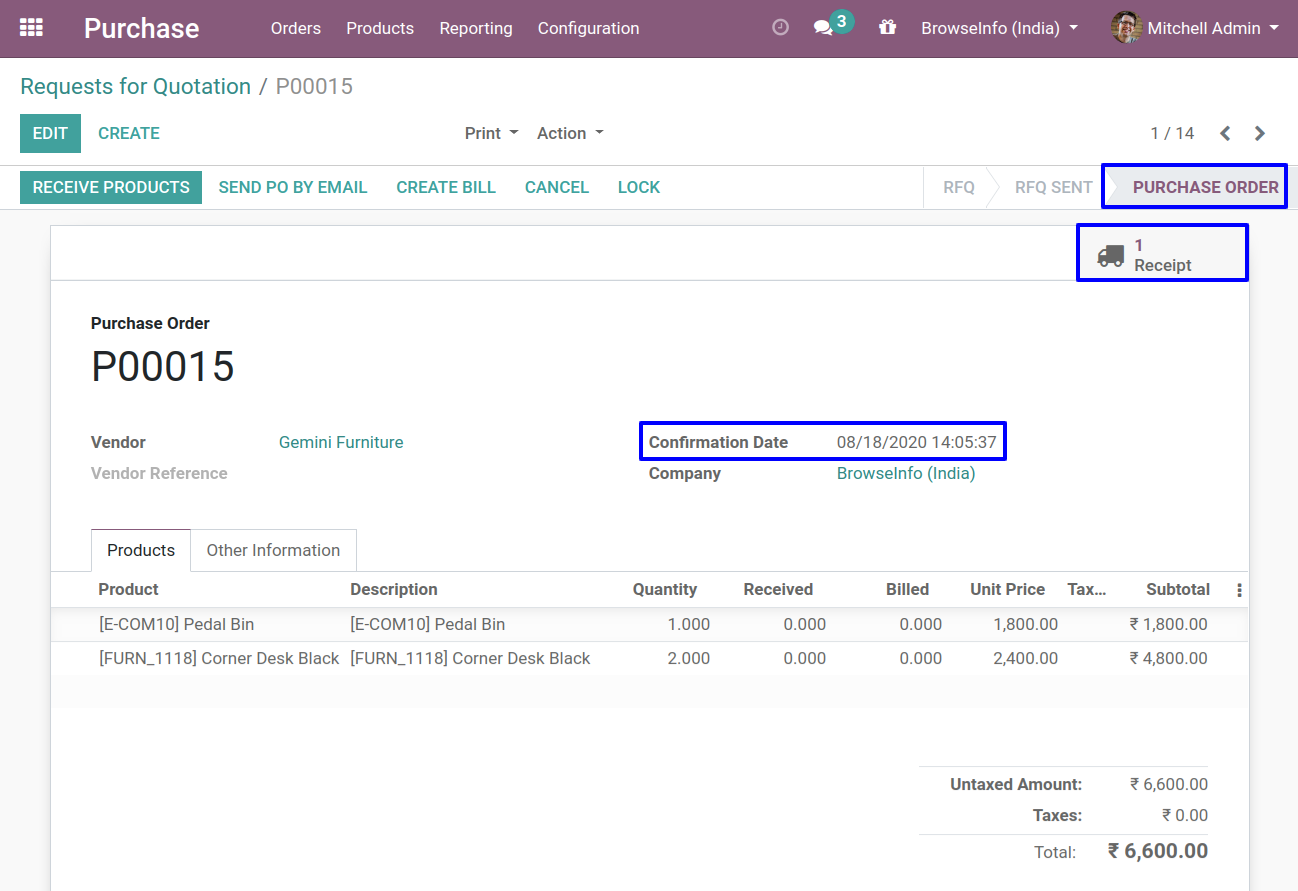 Purchase Orders Products Reporting Configuration 3 BrowseInfo (India) Mitchell Admin
Requests for Quotation / P00015
EDIT CREATE Print Action 1 / 14
RECEIVE PRODUCTS SEND PO BY EMAIL CREATE BILL CANCEL LOCK RFQ RFQ SENT PURCHASE ORDER
1
Receipt
Purchase Order
P00015
Vendor Gemini Furniture Confirmation Date 08/18/2020 14:05:37
Vendor Reference Company BrowseInfo (India)
Products Other Information
Product Description Quantity Received Billed Unit Price Tax... Subtotal
[E-COM10] Pedal Bin [E-COM10] Pedal Bin 1.000 0.000 0.000 1,800.00 ₹ 1,800.00
[FURN_1118] Corner Desk Black [FURN_1118] Corner Desk Black 2.000 0.000 0.000 2,400.00 ₹ 4,800.00
Untaxed Amount: ₹ 6,600.00
Taxes: ₹ 0.00
Total: ₹ 6,600.00